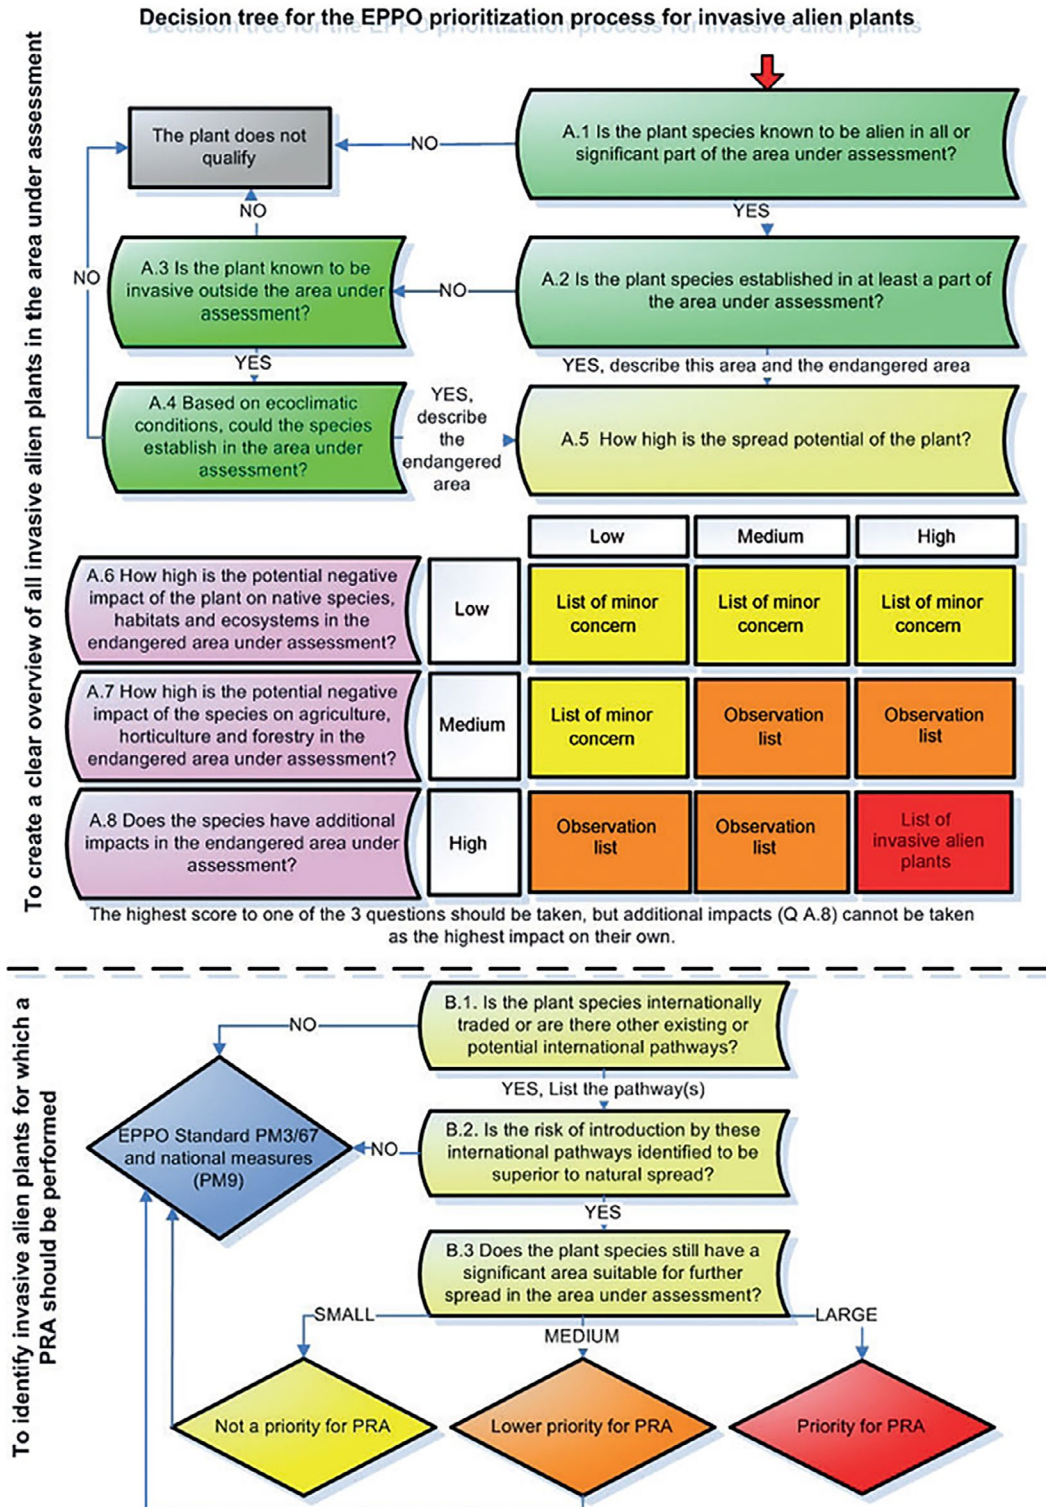 Decision tree for the EPPO prioritization process for invasive alien plants
To create a clear overview of all invasive alien plants in the area under assessment
The plant does not
qualify
NO
A.1 Is the plant species known to be alien in all or
significant part of the area under assessment?
NO
YES
A.3 Is the plant known to be
invasive outside the area under
assessment?
NO
A.2 Is the plant species established in at least a part of
the area under assessment?
NO
YES
YES, describe this area and the endangered area
A.4 Based on ecoclimatic
conditions, could the species
establish in the area under
assessment?
YES,
describe
the
endangered
area
A.5 How high is the spread potential of the plant?
Low
Medium
High
A.6 How high is the potential negative
impact of the plant on native species,
habitats and ecosystems in the
endangered area under assessment?
Low
List of minor
concern
List of minor
concern
List of minor
concern
A.7 How high is the potential negative
impact of the species on agriculture,
horticulture and forestry in the
endangered area under assessment?
Medium
List of minor
concern
Observation
list
Observation
list
A.8 Does the species have additional
impacts in the endangered area under
assessment?
High
Observation
list
Observation
list
List of
invasive alien
plants
The highest score to one of the 3 questions should be taken, but additional impacts (Q A.8) cannot be taken
as the highest impact on their own.
To identify invasive alien plants for which a
PRA should be performed
B.1. Is the plant species internationally
traded or are there other existing or
potential international pathways?
NO
YES, List the pathway(s)
EPPO Standard PM3/67
and national measures
(PM9)
NO
B.2. Is the risk of introduction by these
international pathways identified to be
superior to natural spread?
YES
B.3 Does the plant species still have a
significant area suitable for further
spread in the area under assessment?
SMALL
MEDIUM
LARGE
Not a priority for PRA
Lower priority for PRA
Priority for PRA